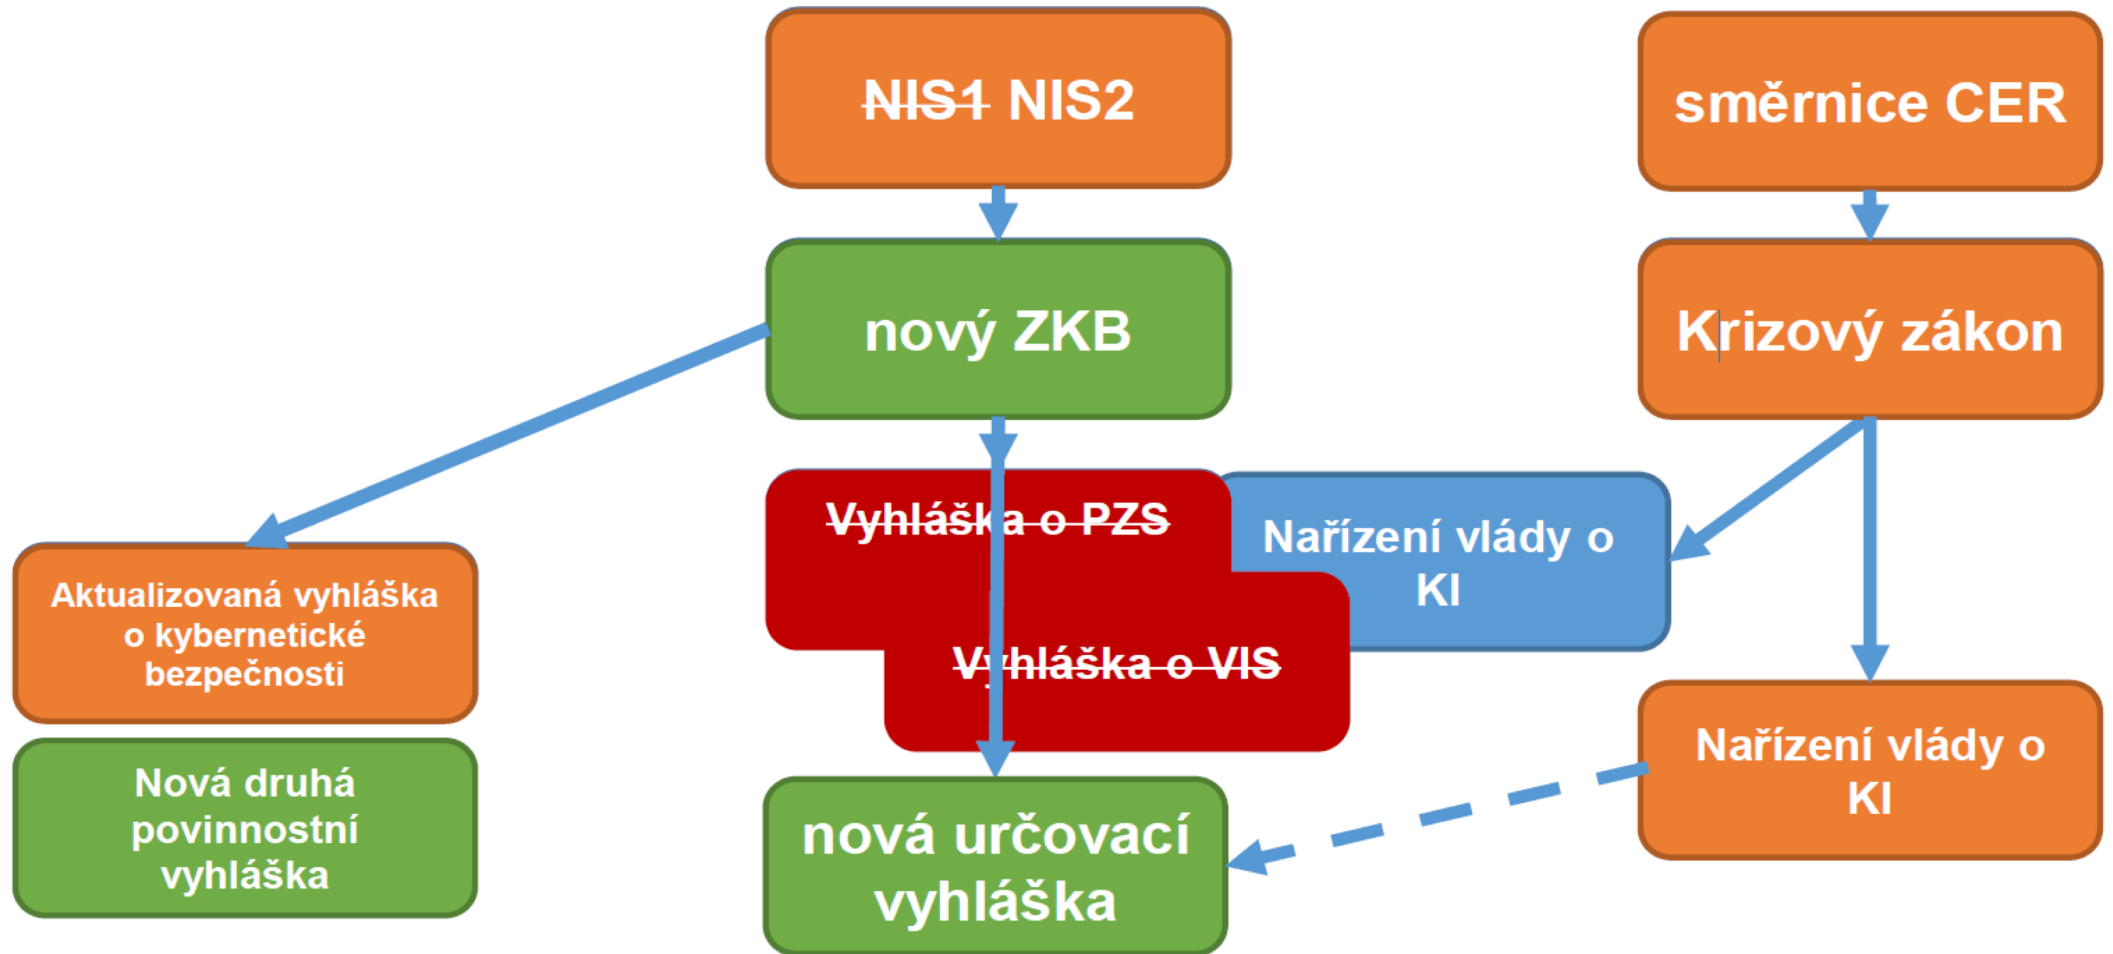 NIS1 NIS2
směrnice CER
nový ZKB
Krizový zákon
Vyhláška o PZS
Nařízení vlády o
KI
Aktualizovaná vyhláška
o kybernetické
bezpečnosti
Vyhláška o VIS
Nařízení vlády o
KI
Nová druhá
povinnostní
vyhláška
nová určovací
vyhláška